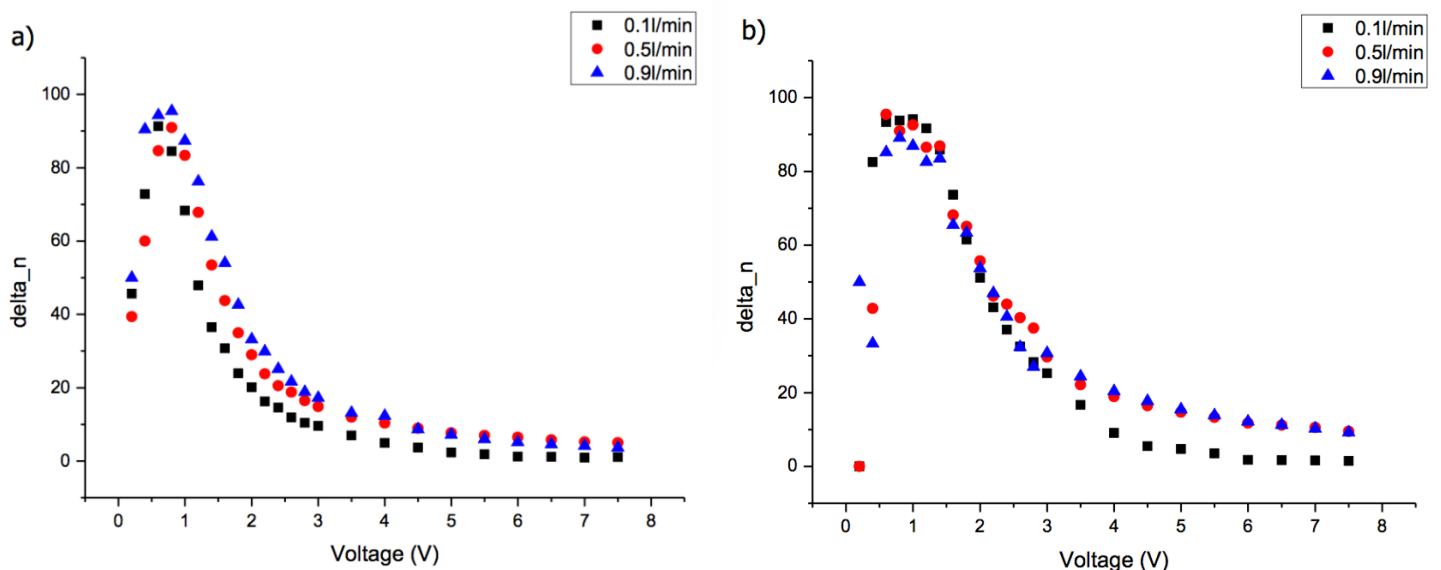 a)
0.1l/min
0.5l/min
0.9l/min
100
80
60
40
20
0
delta_n
0 1 2 3 4 5 6 7 8
Voltage (V)
b)
0.1l/min
0.5l/min
0.9l/min
100
80
60
40
20
0
delta_n
0 1 2 3 4 5 6 7 8
Voltage (V)